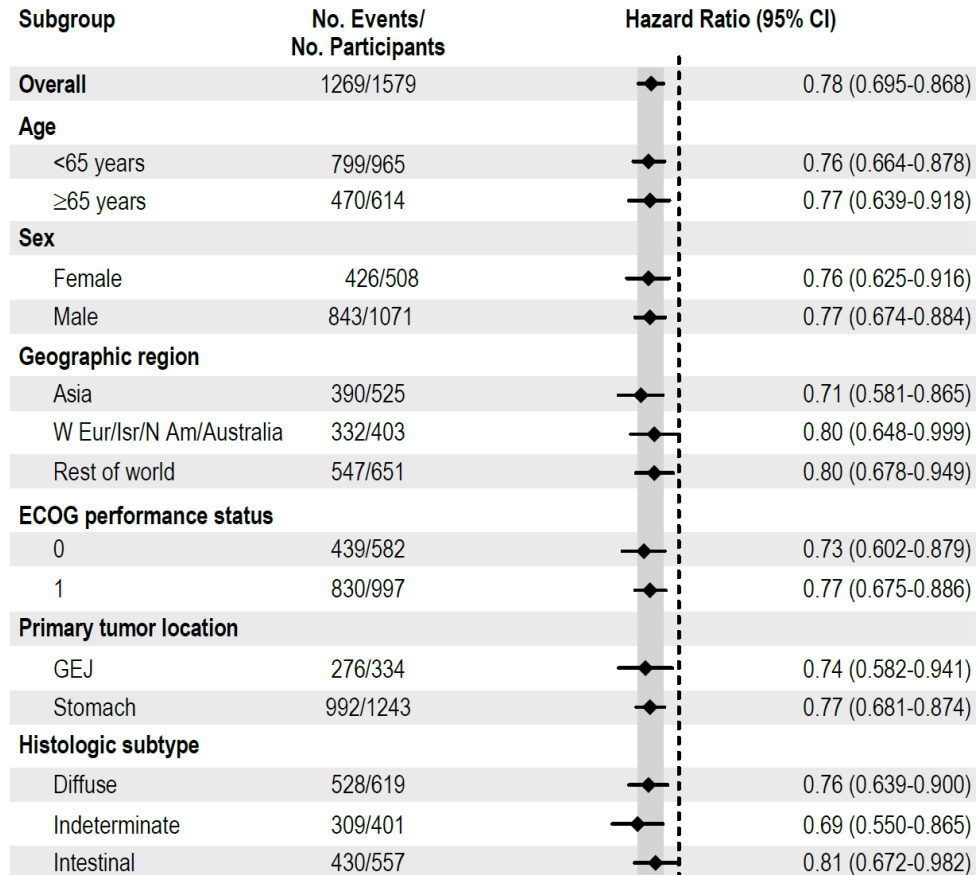 Subgroup No. Events/ Hazard Ratio (95% CI)
No. Participants
Overall 1269/1579 0.78 (0.695-0.868)
Age
<65 years 799/965 0.76 (0.664-0.878)
≥65 years 470/614 0.77 (0.639-0.918)
Sex
Female 426/508 0.76 (0.625-0.916)
Male 843/1071 0.77 (0.674-0.884)
Geographic region
Asia 390/525 0.71 (0.581-0.865)
W Eur/Isr/N Am/Australia 332/403 0.80 (0.648-0.999)
Rest of world 547/651 0.80 (0.678-0.949)
ECOG performance status
0 439/582 0.73 (0.602-0.879)
1 830/997 0.77 (0.675-0.886)
Primary tumor location
GEJ 276/334 0.74 (0.582-0.941)
Stomach 992/1243 0.77 (0.681-0.874)
Histologic subtype
Diffuse 528/619 0.76 (0.639-0.900)
Indeterminate 309/401 0.69 (0.550-0.865)
Intestinal 430/557 0.81 (0.672-0.982)